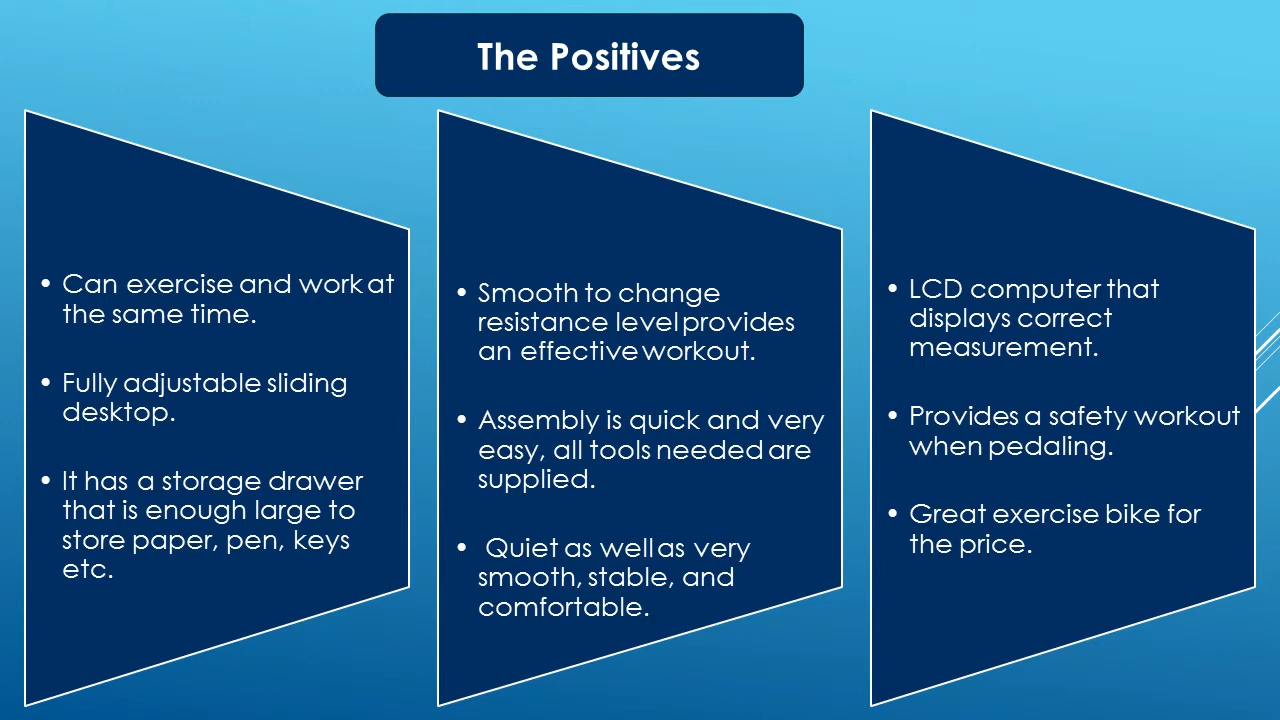 The Positives
• Can exercise and work at
the same time.
• Fully adjustable sliding
desktop.
• It has a storage drawer
that is enough large to
store paper, pen, keys
etc.
• Smooth to change
resistance level provides
an effective workout.
• Assembly is quick and very
easy, all tools needed are
supplied.
• Quiet as well as very
smooth, stable, and
comfortable.
• LCD computer that
displays correct
measurement.
• Provides a safety workout
when pedaling.
• Great exercise bike for
the price.